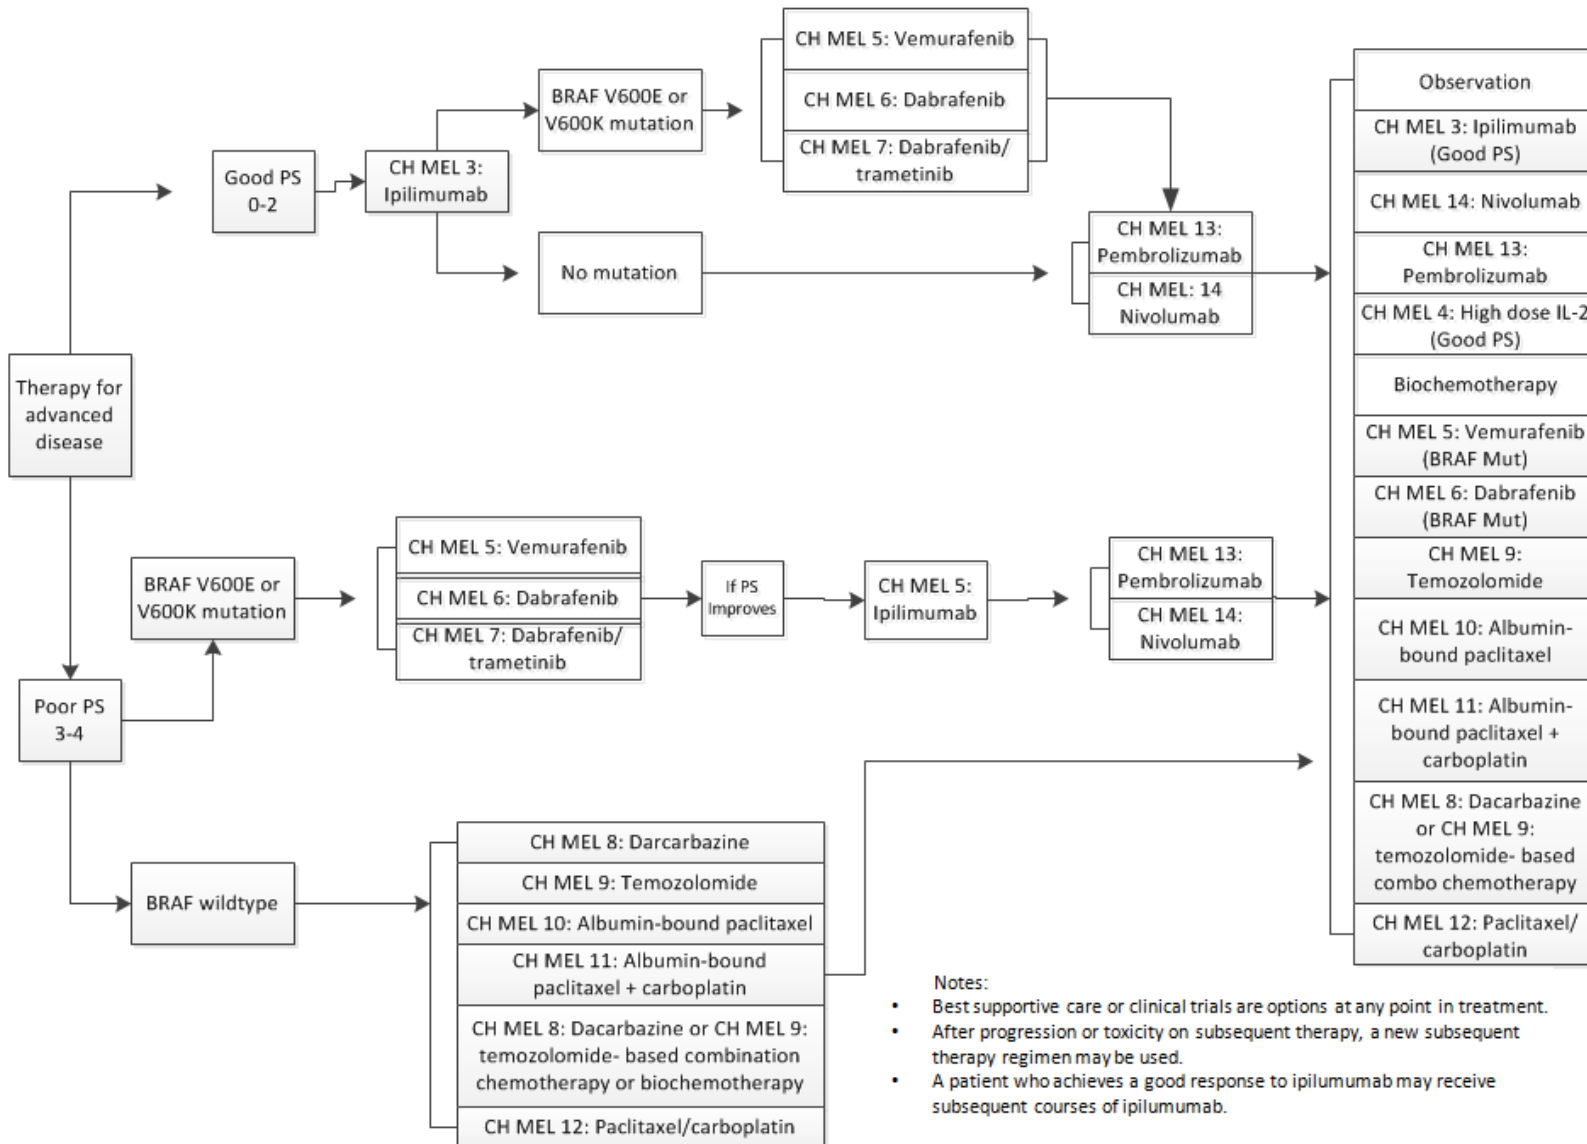 Therapy for
advanced
disease
Good PS
0-2
CH MEL 3:
Ipilimumab
BRAF V600E or
V600K mutation
CH MEL 5: Vemurafenib
CH MEL 6: Dabrafenib
CH MEL 7: Dabrafenib/
trametinib
No mutation
CH MEL 13:
Pembrolizumab
CH MEL: 14
Nivolumab
Poor PS
3-4
BRAF V600E or
V600K mutation
CH MEL 5: Vemurafenib
CH MEL 6: Dabrafenib
CH MEL 7: Dabrafenib/
trametinib
If PS
Improves
CH MEL 5:
Ipilimumab
CH MEL 13:
Pembrolizumab
CH MEL 14:
Nivolumab
BRAF wildtype
CH MEL 8: Darcarbazine
CH MEL 9: Temozolomide
CH MEL 10: Albumin-bound paclitaxel
CH MEL 11: Albumin-bound
paclitaxel + carboplatin
CH MEL 8: Dacarbazine or CH MEL 9:
temozolomide- based combination
chemotherapy or biochemotherapy
CH MEL 12: Paclitaxel/carboplatin
Observation
CH MEL 3: Ipilimumab
(Good PS)
CH MEL 14: Nivolumab
CH MEL 13:
Pembrolizumab
CH MEL 4: High dose IL-2
(Good PS)
Biochemotherapy
CH MEL 5: Vemurafenib
(BRAF Mut)
CH MEL 6: Dabrafenib
(BRAF Mut)
CH MEL 9:
Temozolomide
CH MEL 10: Albumin-
bound paclitaxel
CH MEL 11: Albumin-
bound paclitaxel +
carboplatin
CH MEL 8: Dacarbazine
or CH MEL 9:
temozolomide- based
combo chemotherapy
CH MEL 12: Paclitaxel/
carboplatin
Notes:
• Best supportive care or clinical trials are options at any point in treatment.
• After progression or toxicity on subsequent therapy, a new subsequent
therapy regimen may be used.
• A patient who achieves a good response to ipilumumab may receive
subsequent courses of ipilumumab.